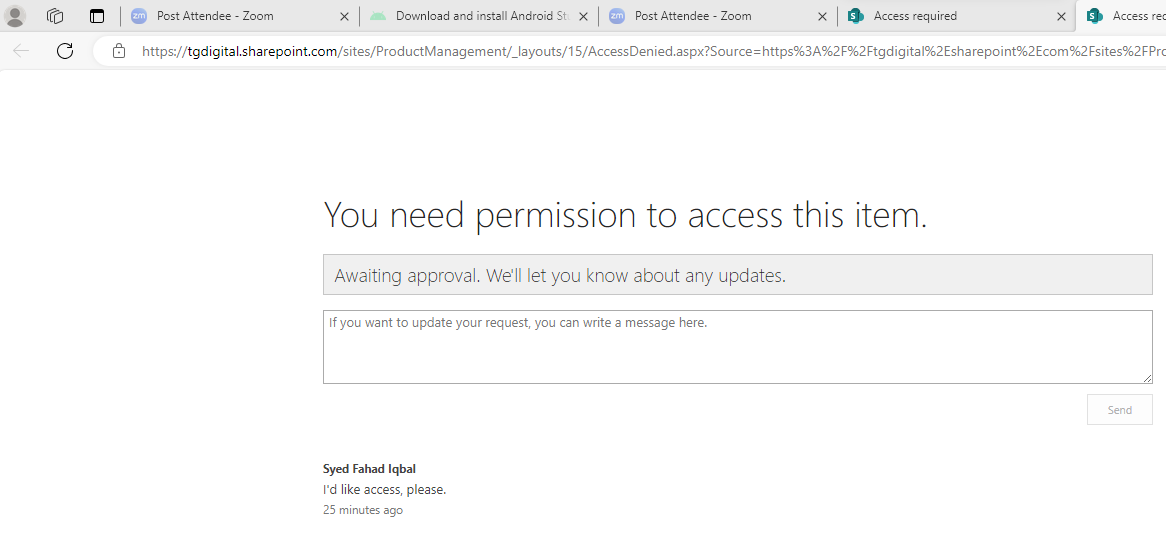 Post Attendee - Zoom
Download and install Android St
Post Attendee - Zoom
Access required
Access rec
https://tgdigital.sharepoint.com/sites/ProductManagement/_layouts/15/AccessDenied.aspx?Source=https%3A%2F%2Ftgdigital%2Esharepoint%2Ecom%2Fsites%2FPro
You need permission to access this item.
Awaiting approval. We'll let you know about any updates.
If you want to update your request, you can write a message here.
Send
Syed Fahad Iqbal
I'd like access, please.
25 minutes ago